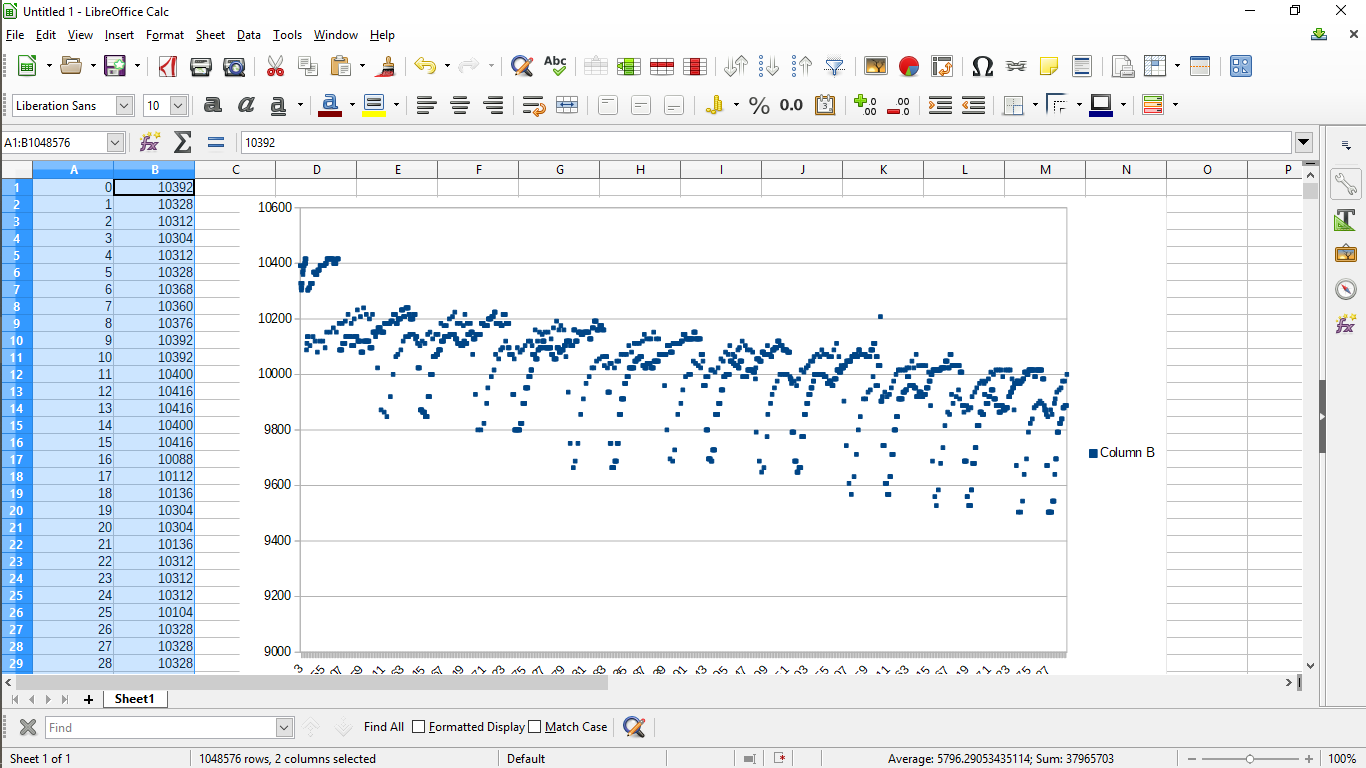 Untitled 1 - LibreOffice Calc
File Edit View Insert Format Sheet Data Tools Window Help
Abc
Liberation Sans 10 a a a a % 0.0 .00 .00
A1:B1048576 fx Σ = 10392
A B C D E F G H I J K L M N O P
1 0 10392
2 1 10328
3 2 10312
4 3 10304
5 4 10312
6 5 10328
7 6 10368
8 7 10360
9 8 10376
10 9 10392
11 10 10392
12 11 10400
13 12 10416
14 13 10416
15 14 10400
16 15 10416
17 16 10088
18 17 10112
19 18 10136
20 19 10304
21 20 10304
22 21 10136
23 22 10312
24 23 10312
25 24 10312
26 25 10104
27 26 10328
28 27 10328
29 28 10328
10600
10400
10200
10000
9800
9600
9400
9200
9000
Column B
Sheet1
Find Find All Formatted Display Match Case
Sheet 1 of 1 1048576 rows, 2 columns selected Default Average: 5796.29053435114; Sum: 37965703 100%